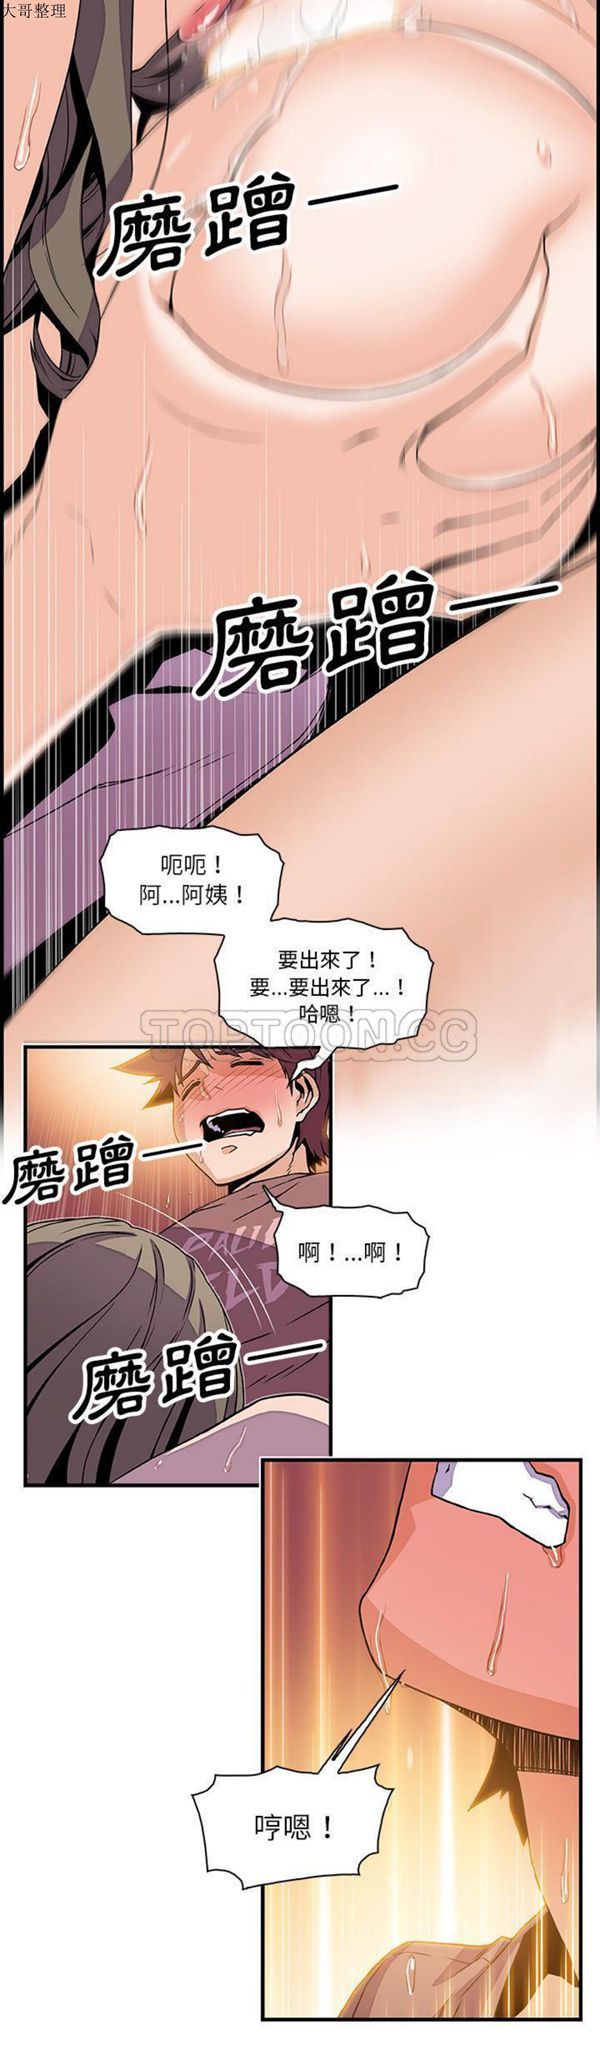 大哥整理
磨蹭一
磨蹭一
呃呃！
阿...阿姨！
要出來了！
要...要出來了...！
哈嗯！
TOPTOON.CC
磨蹭一
啊！...啊！
磨蹭一
哼嗯！